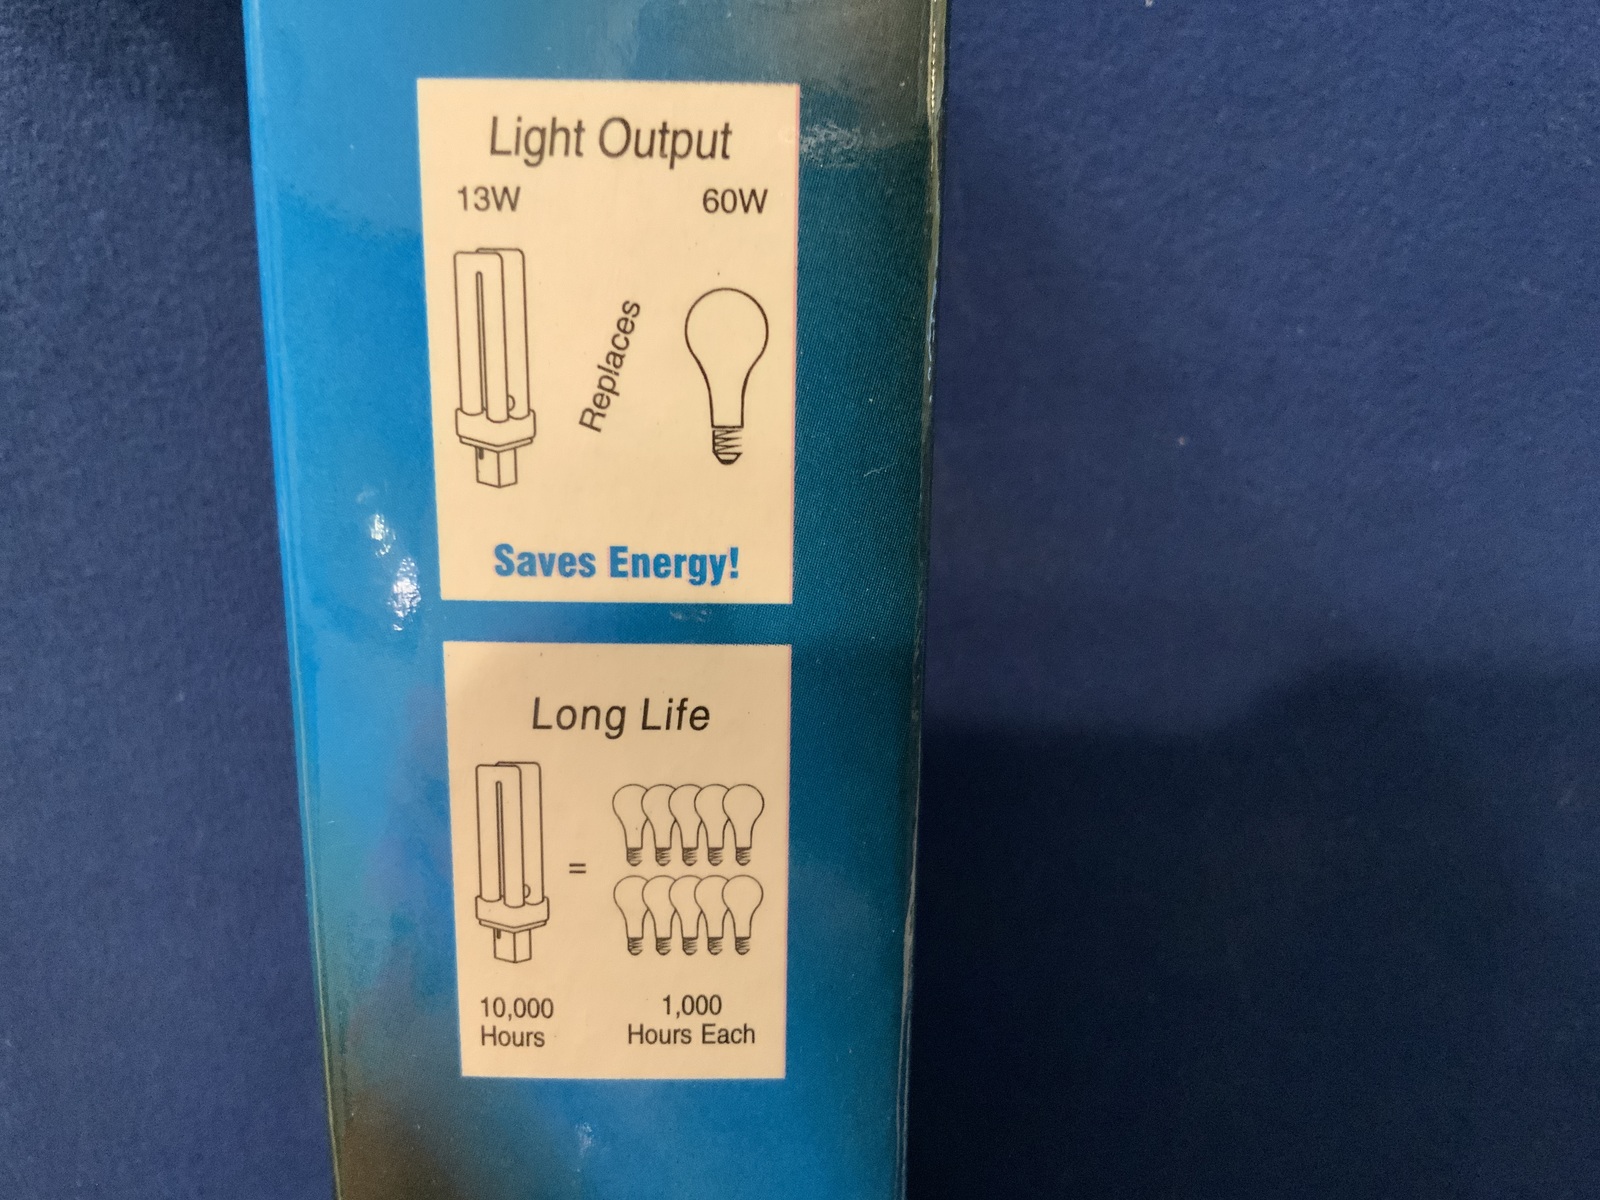 Light Output
13W 60W
Replaces
Saves Energy!
Long Life
=
10,000 1,000
Hours Hours Each